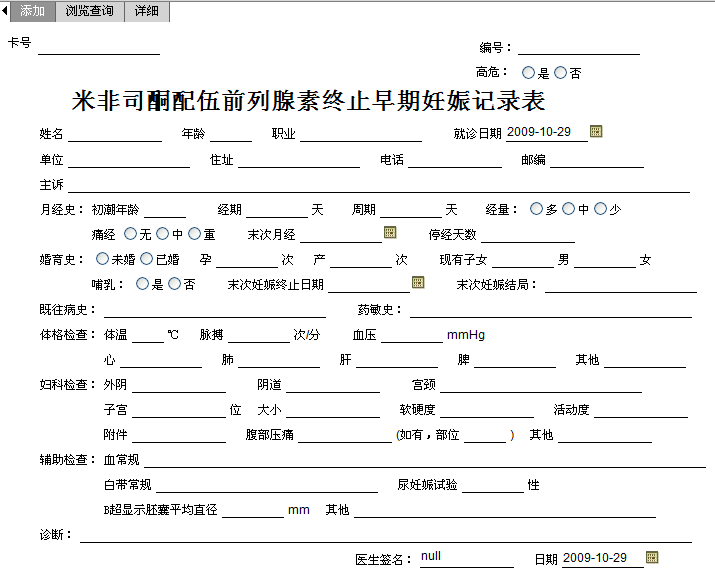 添加 浏览查询 详细
卡号 编号：
高危： 是 否
米非司酮配伍前列腺素终止早期妊娠记录表
姓名 年龄 职业 就诊日期 2009-10-29
单位 住址 电话 邮编
主诉
月经史： 初潮年龄 经期 天 周期 天 经量： 多 中 少
痛经 无 中 重 末次月经 停经天数
婚育史： 未婚 已婚 孕 次 产 次 现有子女 男 女
哺乳： 是 否 末次妊娠终止日期 末次妊娠结局：
既往病史： 药敏史：
体格检查： 体温 ℃ 脉搏 次/分 血压 mmHg
心 肺 肝 脾 其他
妇科检查： 外阴 阴道 宫颈
子宫 位 大小 软硬度 活动度
附件 腹部压痛 (如有，部位 ) 其他
辅助检查： 血常规
白带常规 尿妊娠试验 性
B超显示胚囊平均直径 mm 其他
诊断：
医生签名： null 日期 2009-10-29